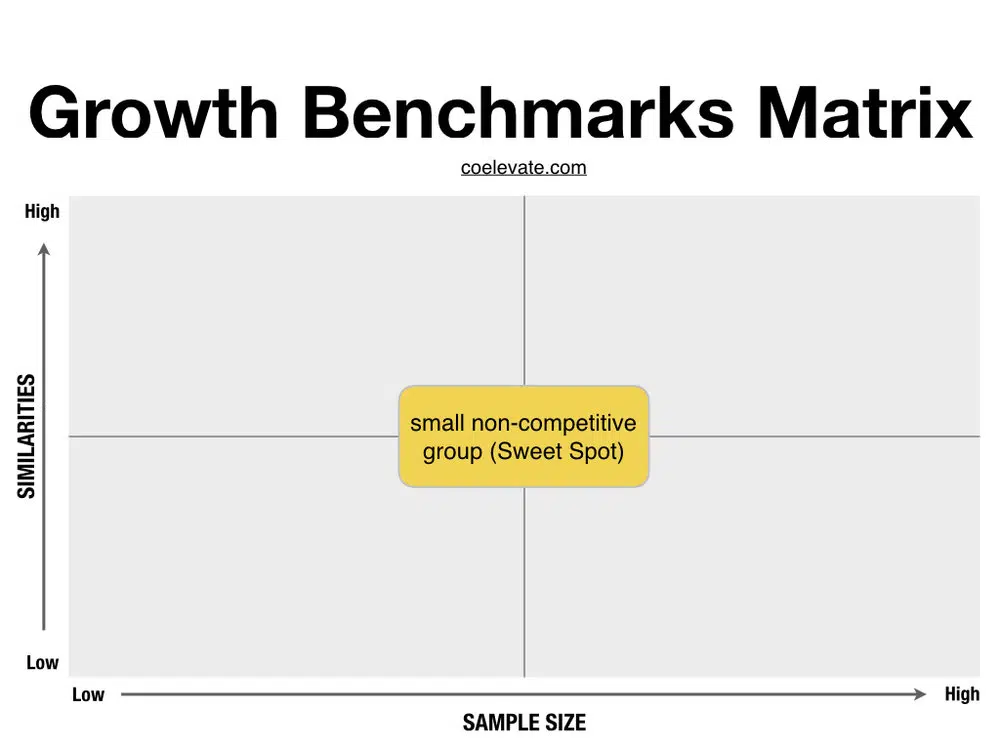 Growth Benchmarks Matrix
coelevate.com
High
SIMILARITIES
small non-competitive
group (Sweet Spot)
Low
Low
High
SAMPLE SIZE